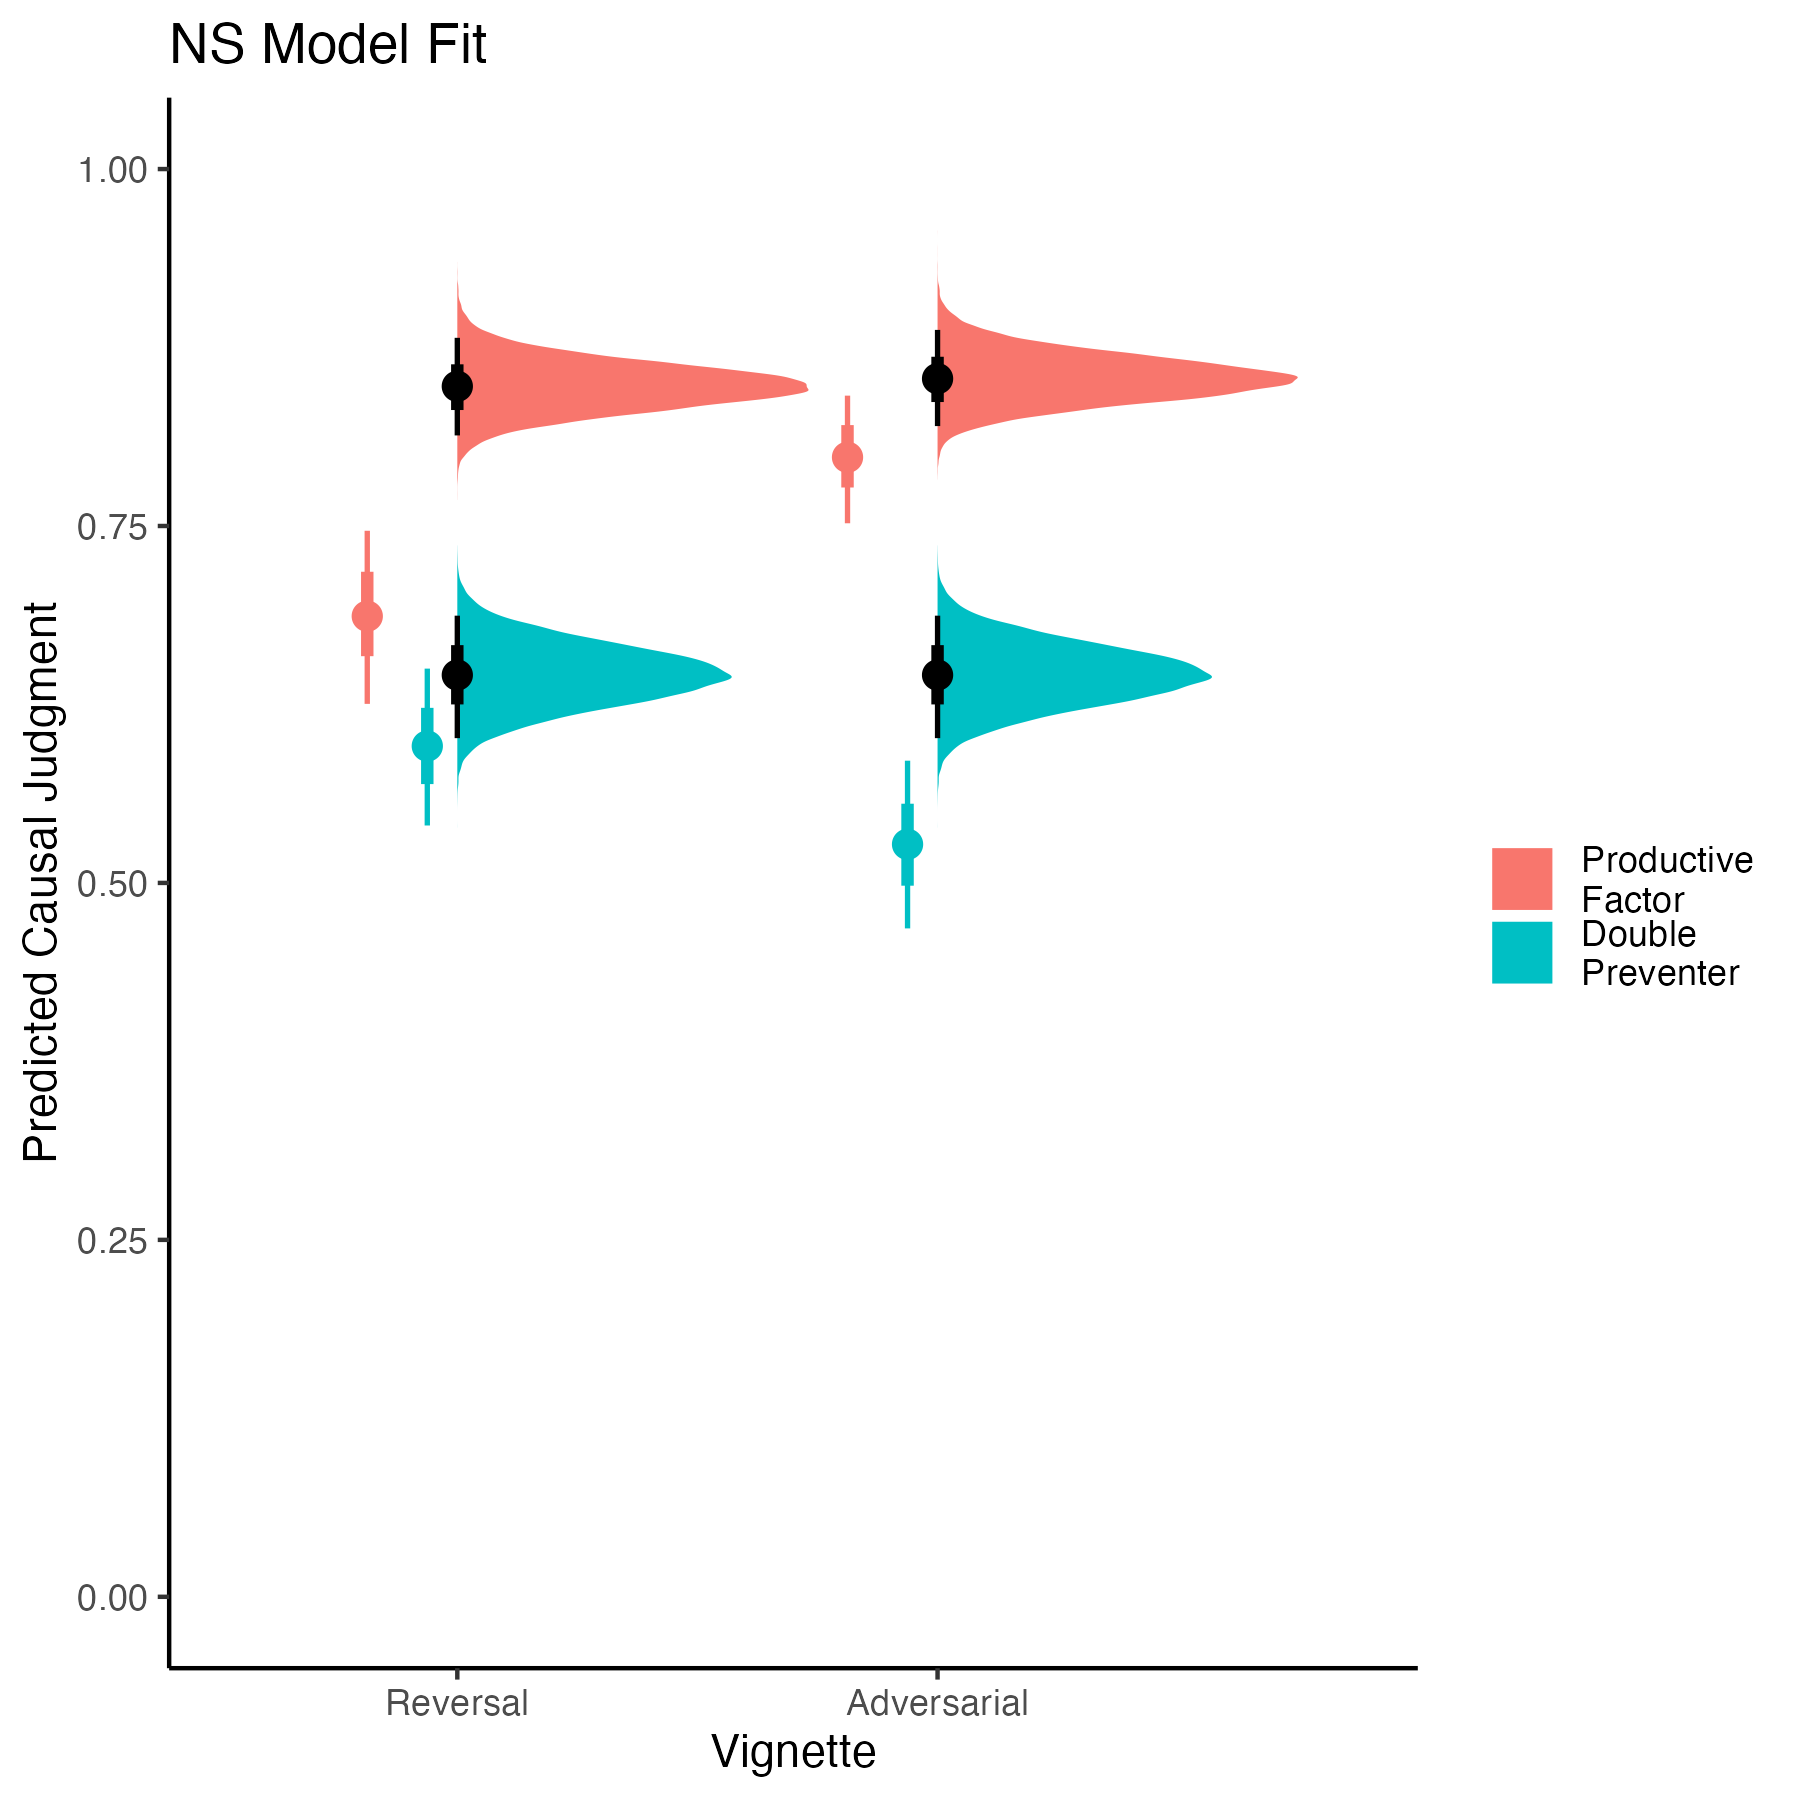 NS Model Fit
Predicted Causal Judgment
1.00
0.75
0.50
0.25
0.00
Reversal
Adversarial
Vignette
Productive
Factor
Double
Preventer